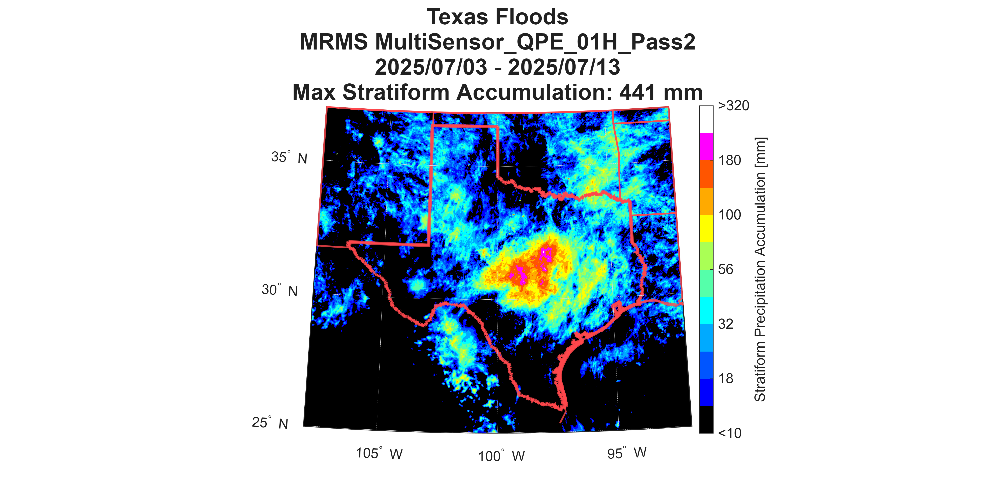 Texas Floods
MRMS MultiSensor_QPE_01H_Pass2
2025/07/03 - 2025/07/13
Max Stratiform Accumulation: 441 mm
>320
180
100
56
32
18
<10
Stratiform Precipitation Accumulation [mm]
35° N
30° N
25° N
105° W
100° W
95° W